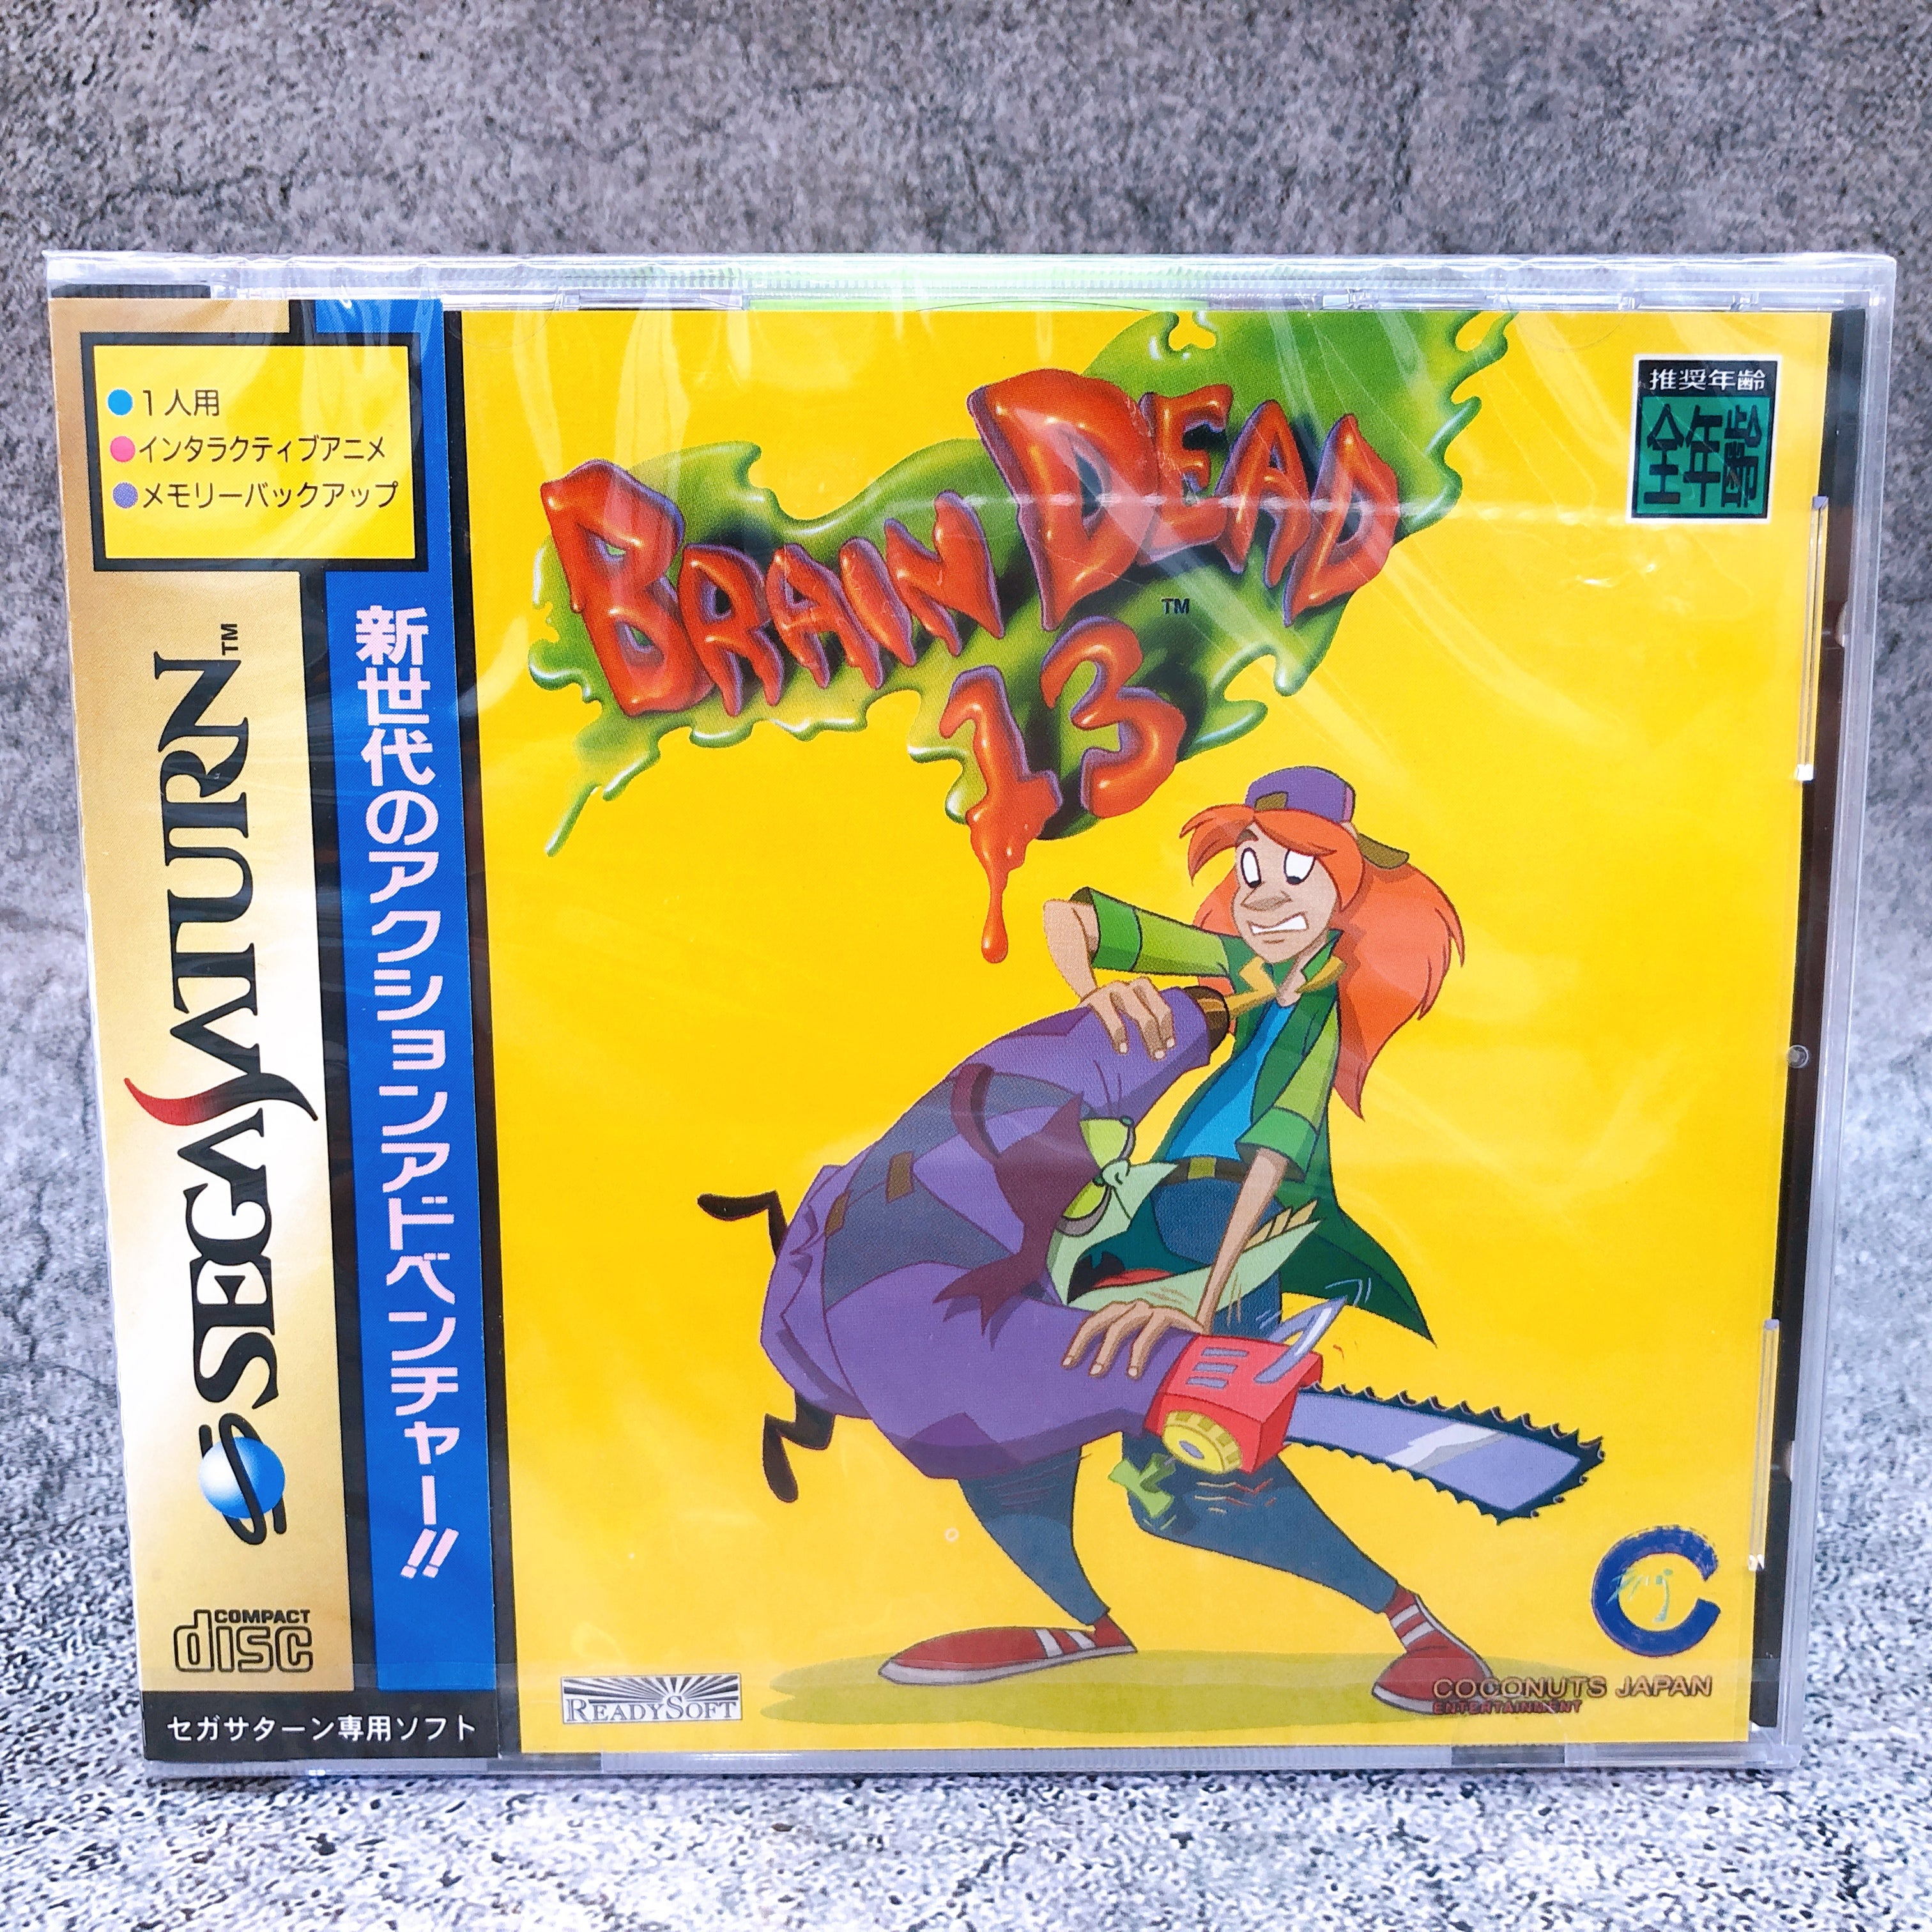 1人用
インタラクティブアニメ
メモリーバックアップ
SEGA SATURN™
新世代のアクションアドベンチャー!!
COMPACT
disc
セガサターン専用ソフト
BRAIN DEAD
13
TM
推奨年齢
全年齢
READYSOFT
COCONUTS JAPAN
ENTERTAINMENT